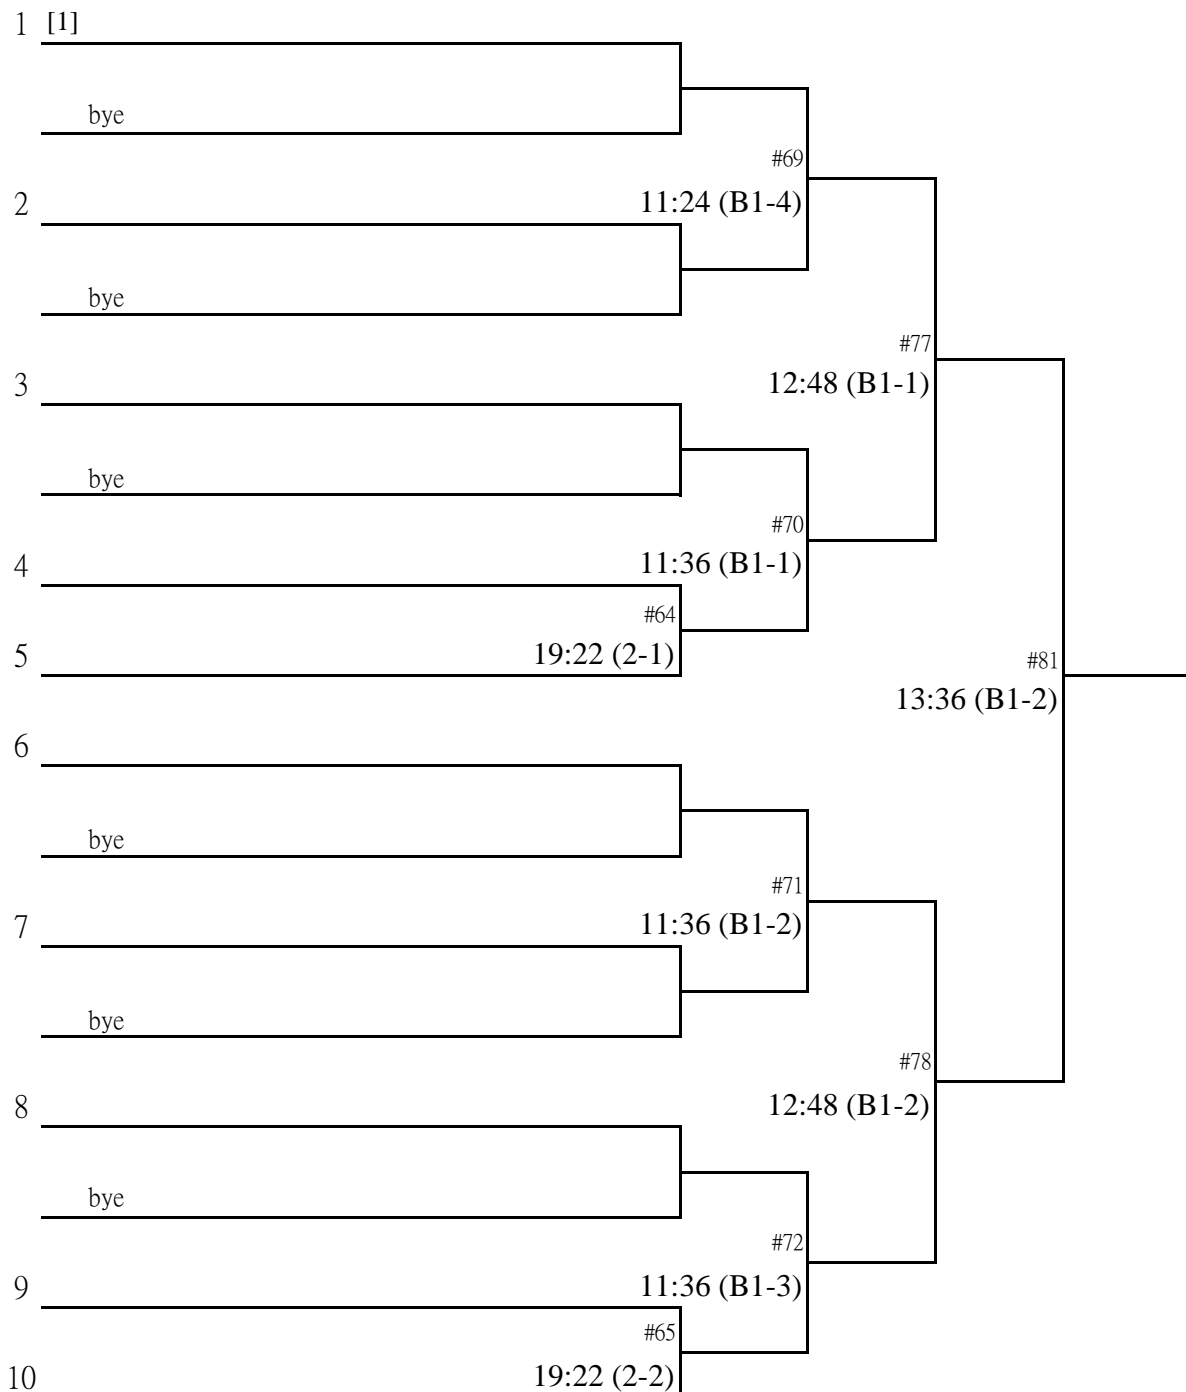 1 [1]
bye
#69
2
11:24 (B1-4)
bye
#77
3
12:48 (B1-1)
bye
#70
4
11:36 (B1-1)
#64
5
19:22 (2-1)
#81
13:36 (B1-2)
6
bye
#71
7
11:36 (B1-2)
bye
#78
8
12:48 (B1-2)
bye
#72
9
11:36 (B1-3)
#65
10
19:22 (2-2)